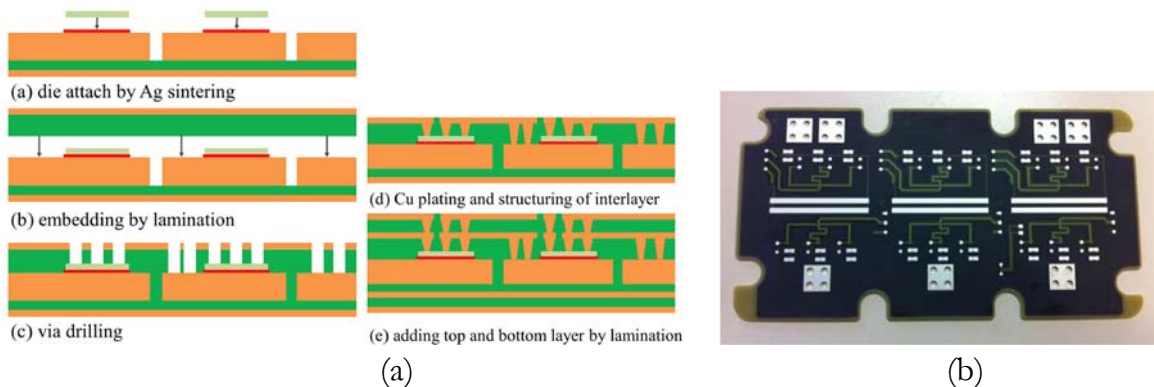 (a) die attach by Ag sintering
(b) embedding by lamination
(c) via drilling
(d) Cu plating and structuring of interlayer
(e) adding top and bottom layer by lamination
(a)
(b)